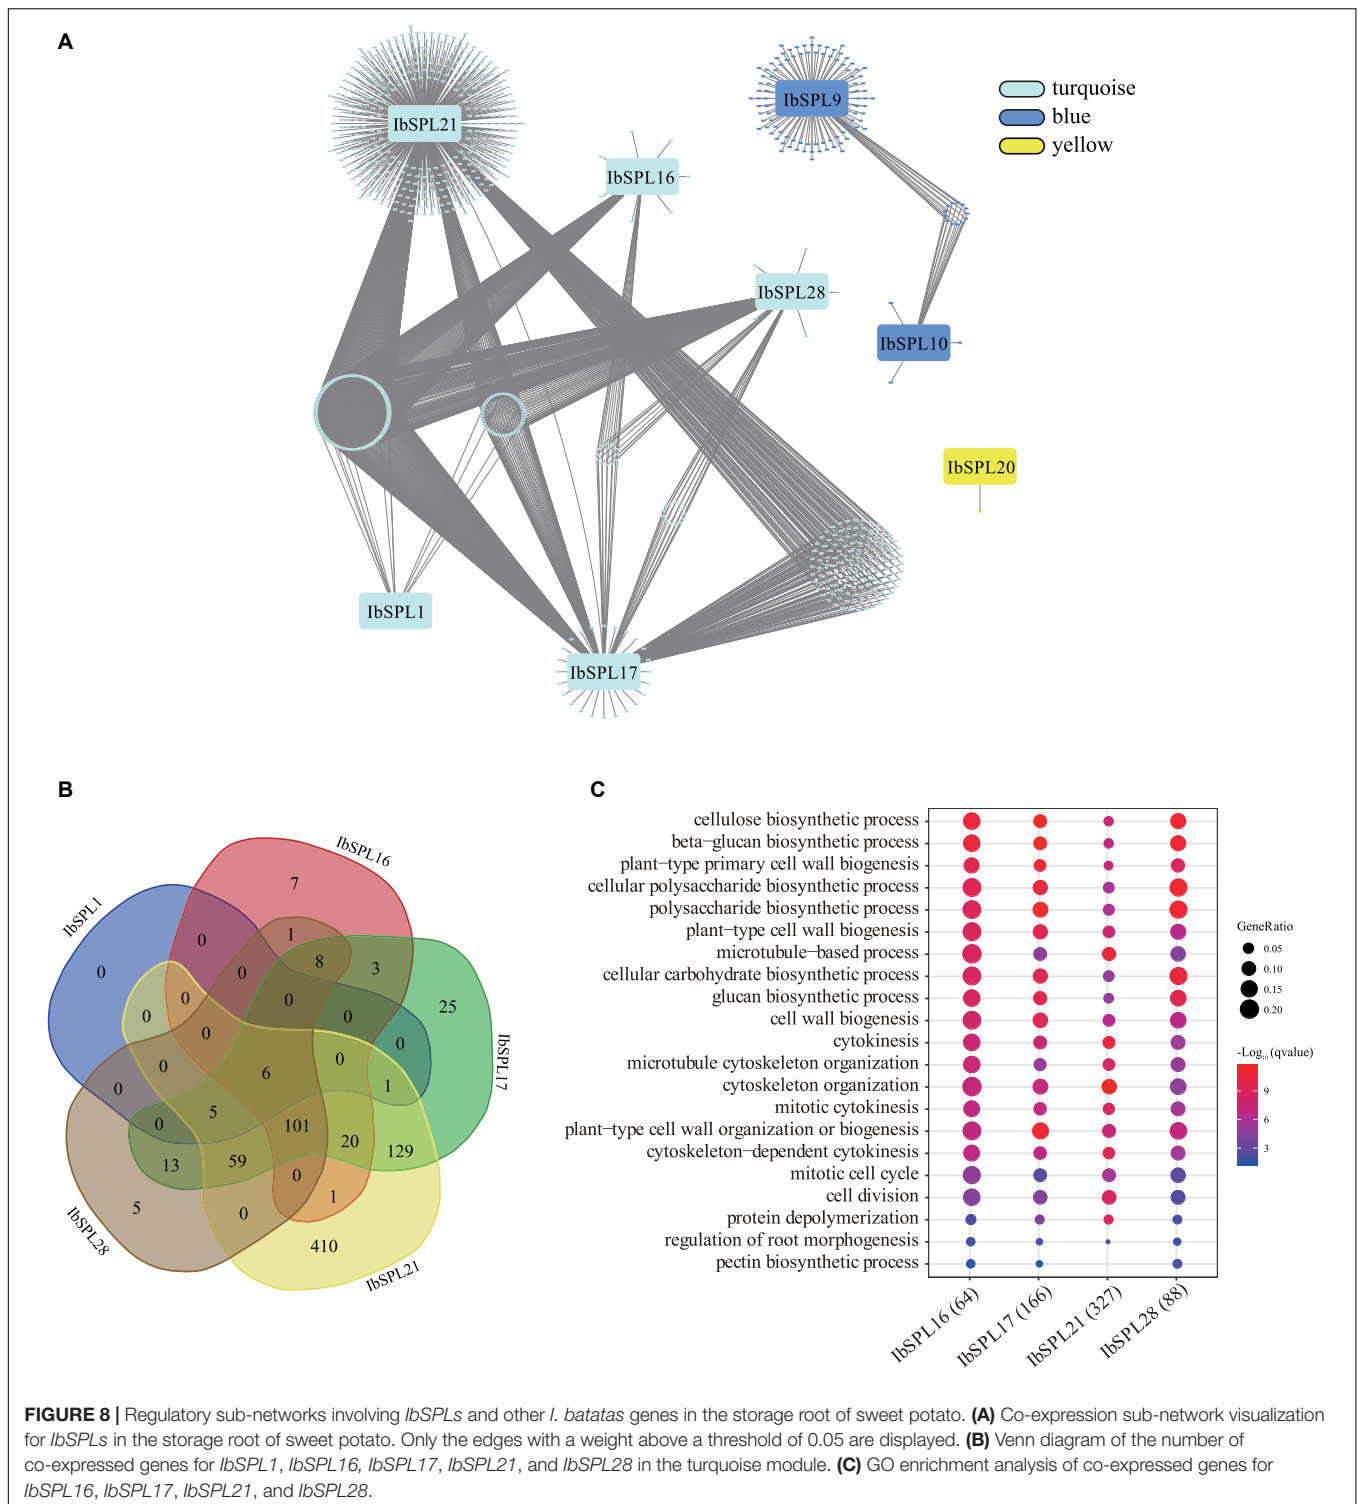 A
IbSPL21
IbSPL9
turquoise
blue
yellow
IbSPL16
IbSPL28
IbSPL10
IbSPL20
IbSPL1
IbSPL17
B
IbSPL16
IbSPL1
IbSPL17
IbSPL28
IbSPL21
7
0
1
0
0
8
3
25
0
0
0
0
0
0
0
0
0
6
1
0
5
0
101
20
129
13
59
0
1
5
0
410
C
cellulose biosynthetic process
beta−glucan biosynthetic process
plant−type primary cell wall biogenesis
cellular polysaccharide biosynthetic process
polysaccharide biosynthetic process
plant−type cell wall biogenesis
microtubule−based process
cellular carbohydrate biosynthetic process
glucan biosynthetic process
cell wall biogenesis
cytokinesis
microtubule cytoskeleton organization
cytoskeleton organization
mitotic cytokinesis
plant−type cell wall organization or biogenesis
cytoskeleton−dependent cytokinesis
mitotic cell cycle
cell division
protein depolymerization
regulation of root morphogenesis
pectin biosynthetic process
IbSPL16 (64)
IbSPL17 (166)
IbSPL21 (327)
IbSPL28 (88)
GeneRatio
0.05
0.10
0.15
0.20
-Log₁₀ (qvalue)
9
6
3
FIGURE 8 | Regulatory sub-networks involving IbSPLs and other I. batatas genes in the storage root of sweet potato. (A) Co-expression sub-network visualization
for IbSPLs in the storage root of sweet potato. Only the edges with a weight above a threshold of 0.05 are displayed. (B) Venn diagram of the number of
co-expressed genes for IbSPL1, IbSPL16, IbSPL17, IbSPL21, and IbSPL28 in the turquoise module. (C) GO enrichment analysis of co-expressed genes for
IbSPL16, IbSPL17, IbSPL21, and IbSPL28.